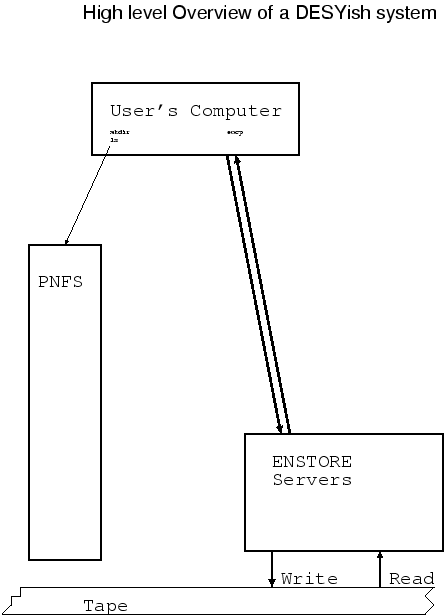 High level Overview of a DESYish system
User's Computer
mkdir encp
ls
PNFS
ENSTORE
Servers
Write Read
Tape